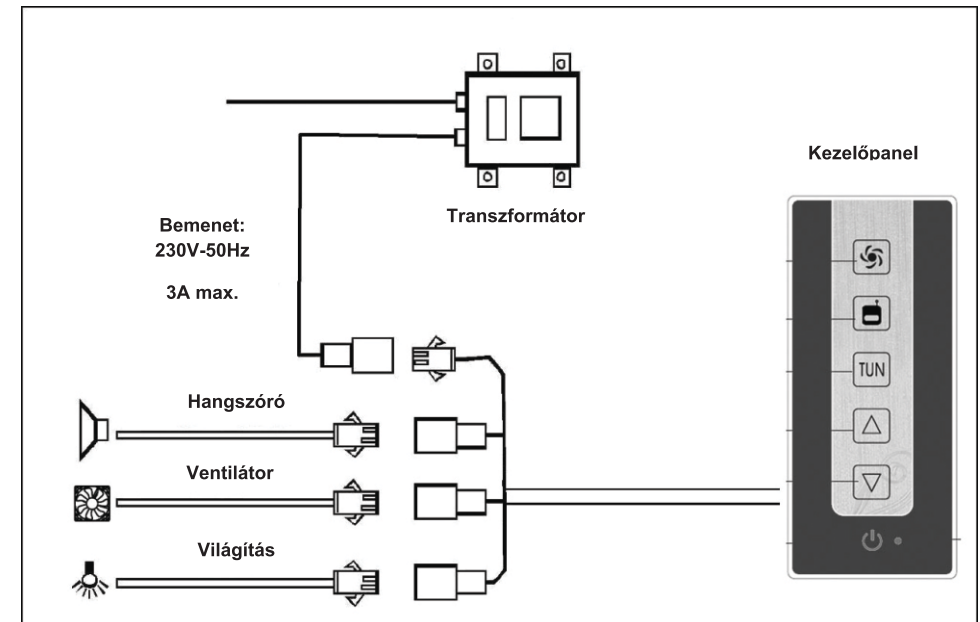 Kezelőpanel
Transzformátor
Bemenet:
230V-50Hz
3A max.
TUN
Hangszóró
Ventilátor
Világítás